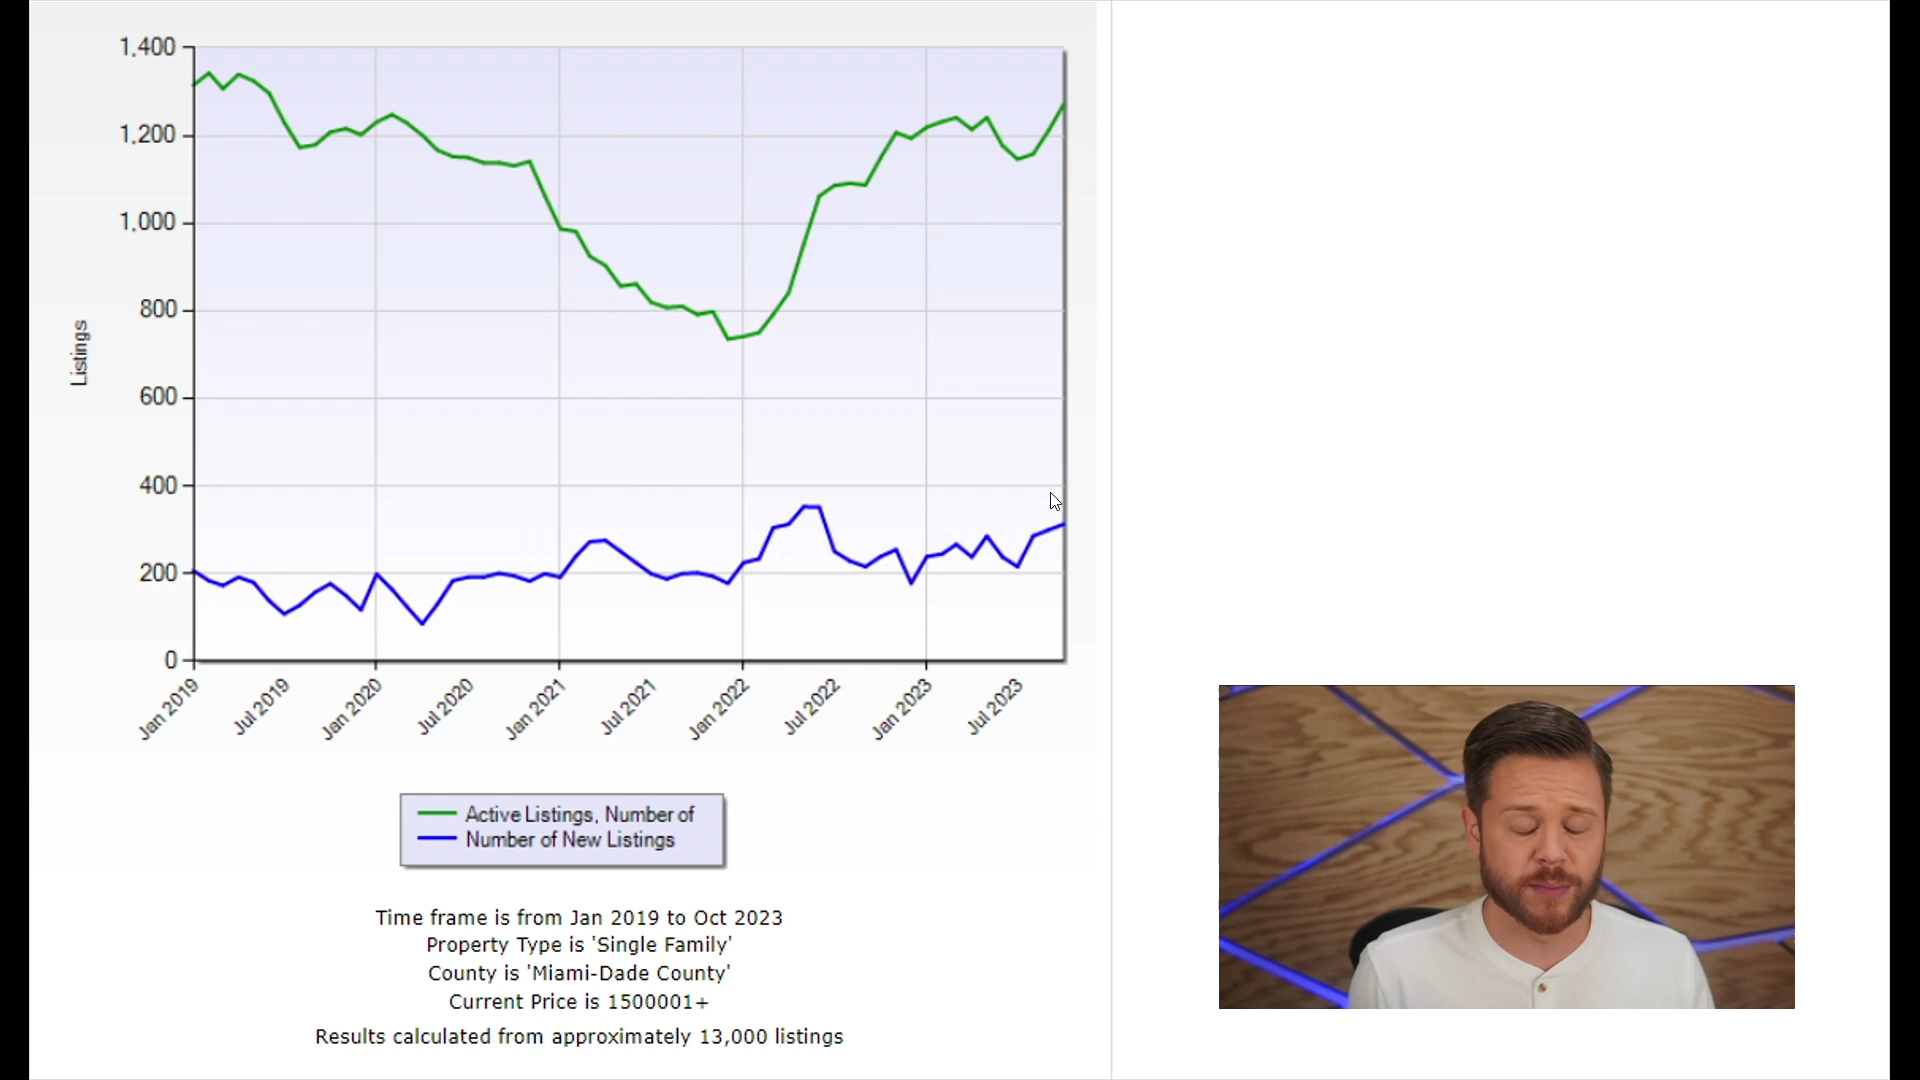 1,400
1,200
1,000
800
600
400
200
0
Listings
Jan 2019
Jul 2019
Jan 2020
Jul 2020
Jan 2021
Jul 2021
Jan 2022
Jul 2022
Jan 2023
Jul 2023
Active Listings, Number of
Number of New Listings
Time frame is from Jan 2019 to Oct 2023
Property Type is 'Single Family'
County is 'Miami-Dade County'
Current Price is 1500001+
Results calculated from approximately 13,000 listings